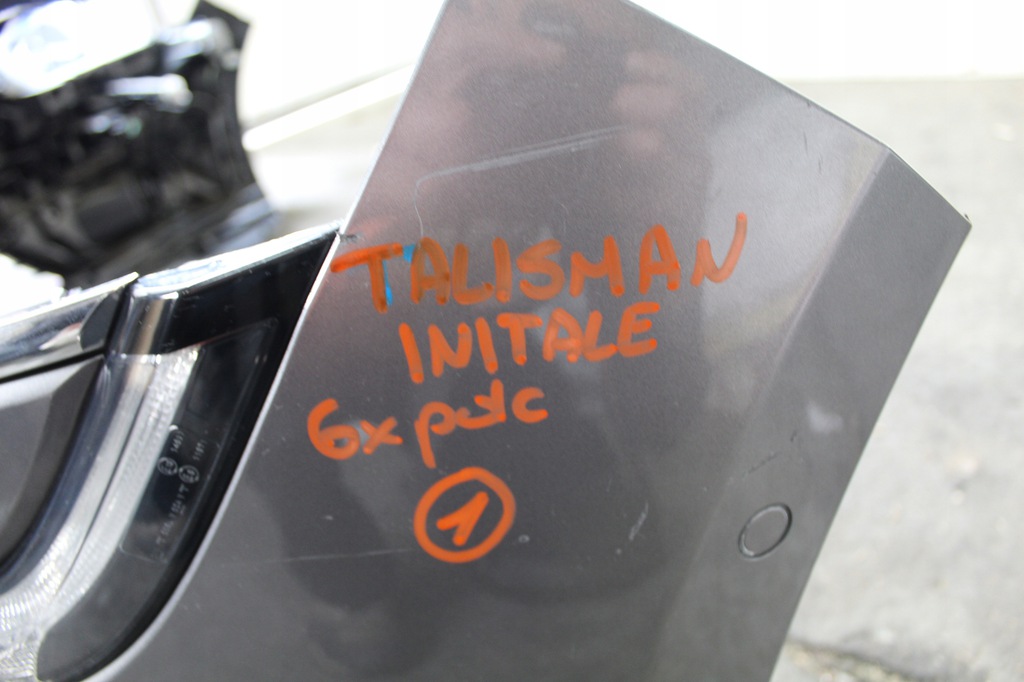 TALISMAN
INITALE
6x pdc
1